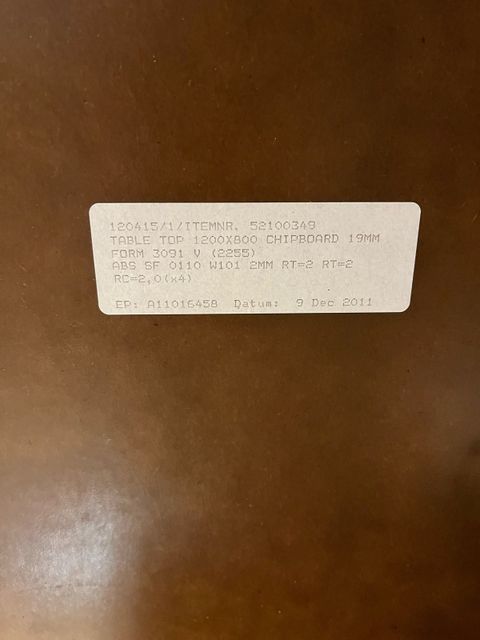 120415/1/ITEMNR. 52100349
TABLE TOP 1200X800 CHIPBOARD 19MM
FORM 3091 V (2255)
ABS SF 0110 W101 2MM RT=2 RT=2
RC=2,0(x4)
EP: A11016458 Datum: 9 Dec 2011